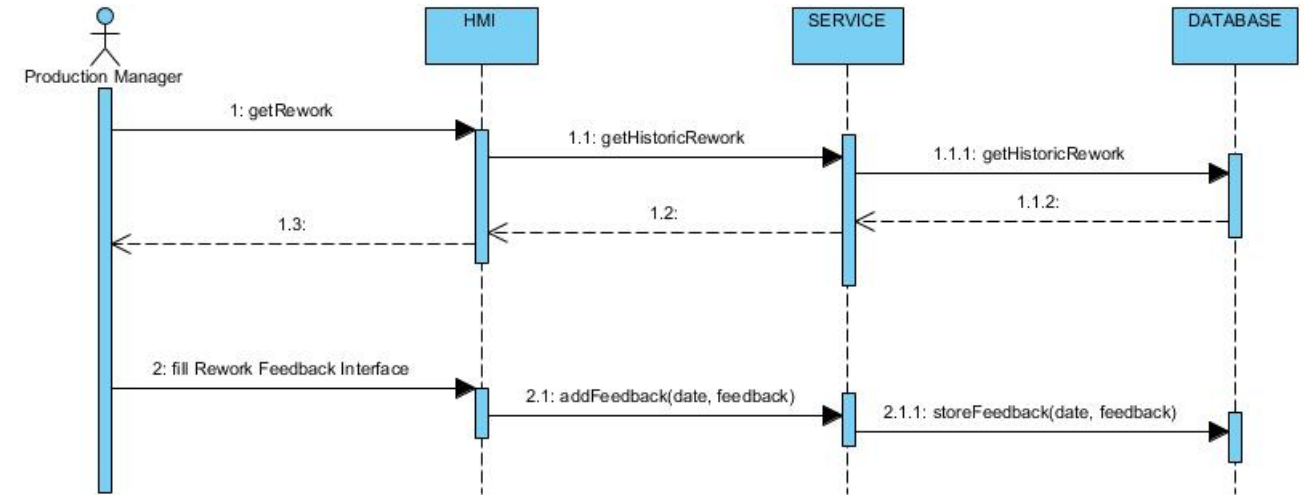 HMI
SERVICE
DATABASE
Production Manager
1: getRework
1.1: getHistoricRework
1.1.1: getHistoricRework
1.1.2:
1.2:
1.3:
2: fill Rework Feedback Interface
2.1: addFeedback(date, feedback)
2.1.1: storeFeedback(date, feedback)